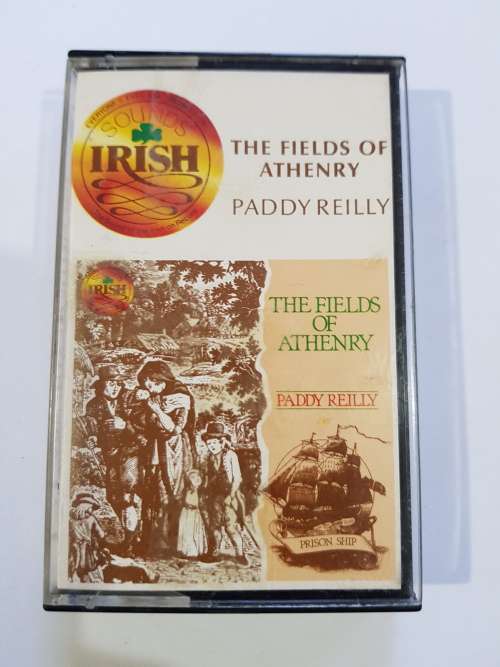 SOUNDS
IRISH
THE FIELDS OF
ATHENRY
PADDY REILLY
IRISH
THE FIELDS
OF
ATHENRY
PADDY REILLY
PRISON SHIP